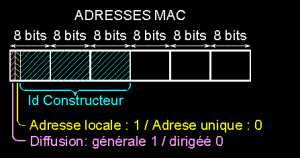 ADRESSES MAC
8 bits 8 bits 8 bits 8 bits 8 bits 8 bits
Id Constructeur
Adresse locale : 1 / Adrese unique : 0
Diffusion: générale 1 / dirigéé 0